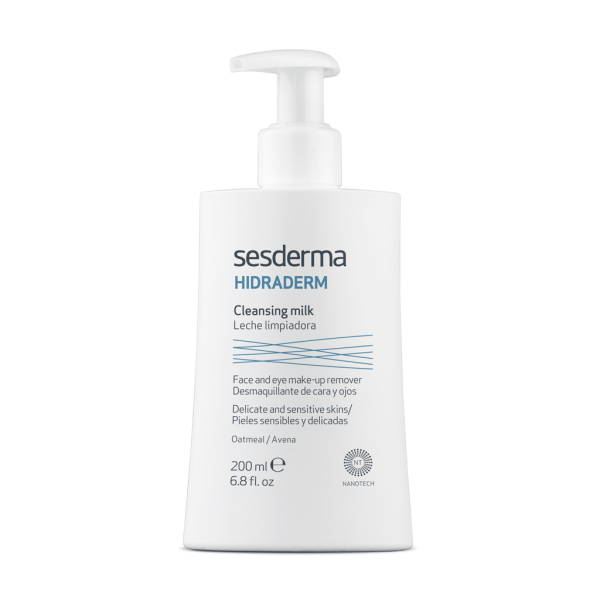 sesderma
HIDRADERM
Cleansing milk
Leche limpiadora
Face and eye make-up remover
Desmaquillante de cara y ojos
Delicate and sensitive skins/
Pieles sensibles y delicadas
Oatmeal / Avena
200 ml ℮
6.8 fl. oz
NT
NANOTECH